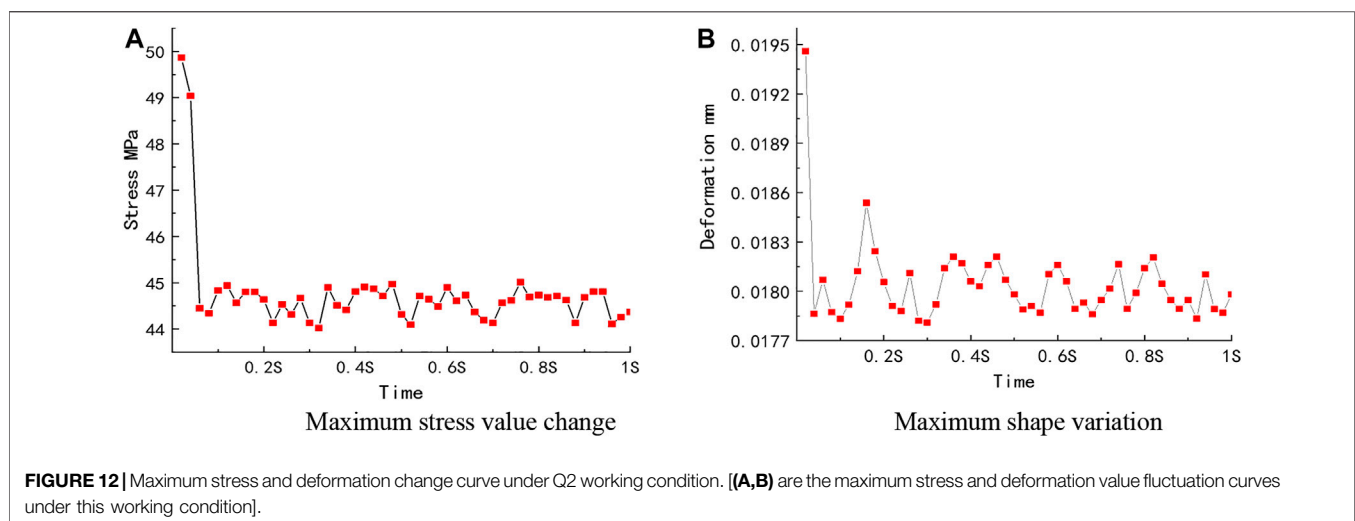 A
50
49
48
47
46
45
44
Stress MPa
0.2S 0.4S 0.6S 0.8S 1S
Time
Maximum stress value change
B
0.0195
0.0192
0.0189
0.0186
0.0183
0.0180
0.0177
Deformation mm
0.2S 0.4S 0.6S 0.8S 1S
Time
Maximum shape variation
FIGURE 12 | Maximum stress and deformation change curve under Q2 working condition. [(A,B) are the maximum stress and deformation value fluctuation curves
under this working condition].